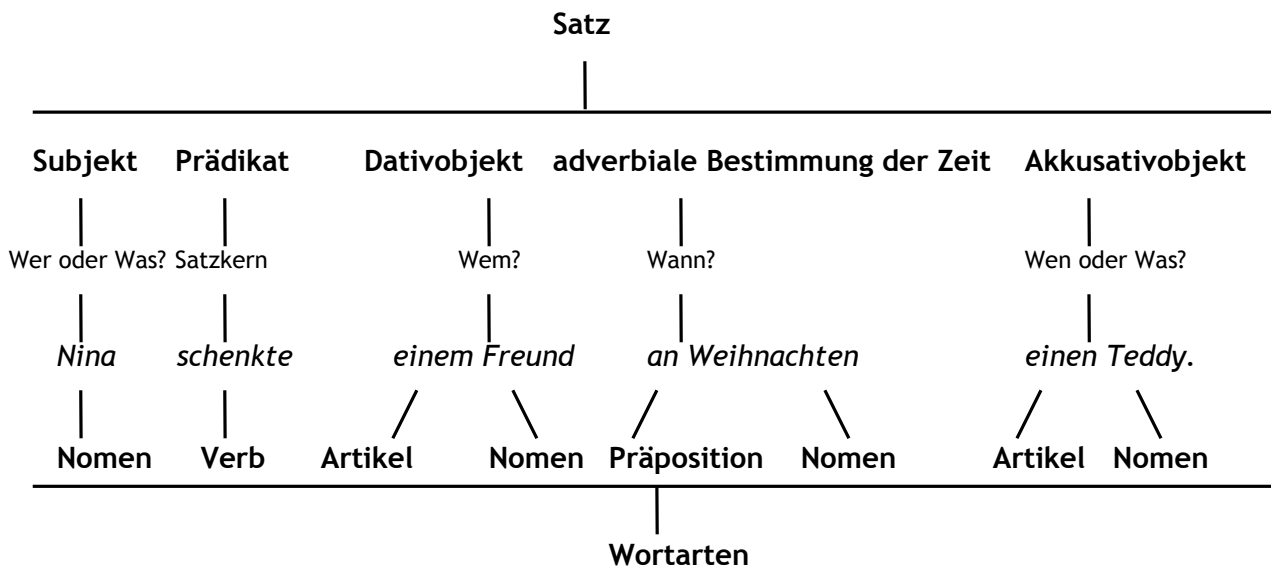 Satz
Subjekt Prädikat Dativobjekt adverbiale Bestimmung der Zeit Akkusativobjekt
Wer oder Was? Satzkern Wem? Wann? Wen oder Was?
Nina schenkte einem Freund an Weihnachten einen Teddy.
Nomen Verb Artikel Nomen Präposition Nomen Artikel Nomen
Wortarten